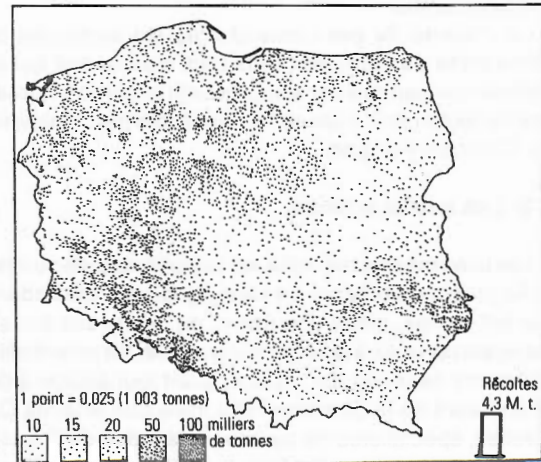 1 point = 0,025 (1 003 tonnes)
10 15 20 50 100 milliers
de tonnes
Récoltes
4,3 M. t.